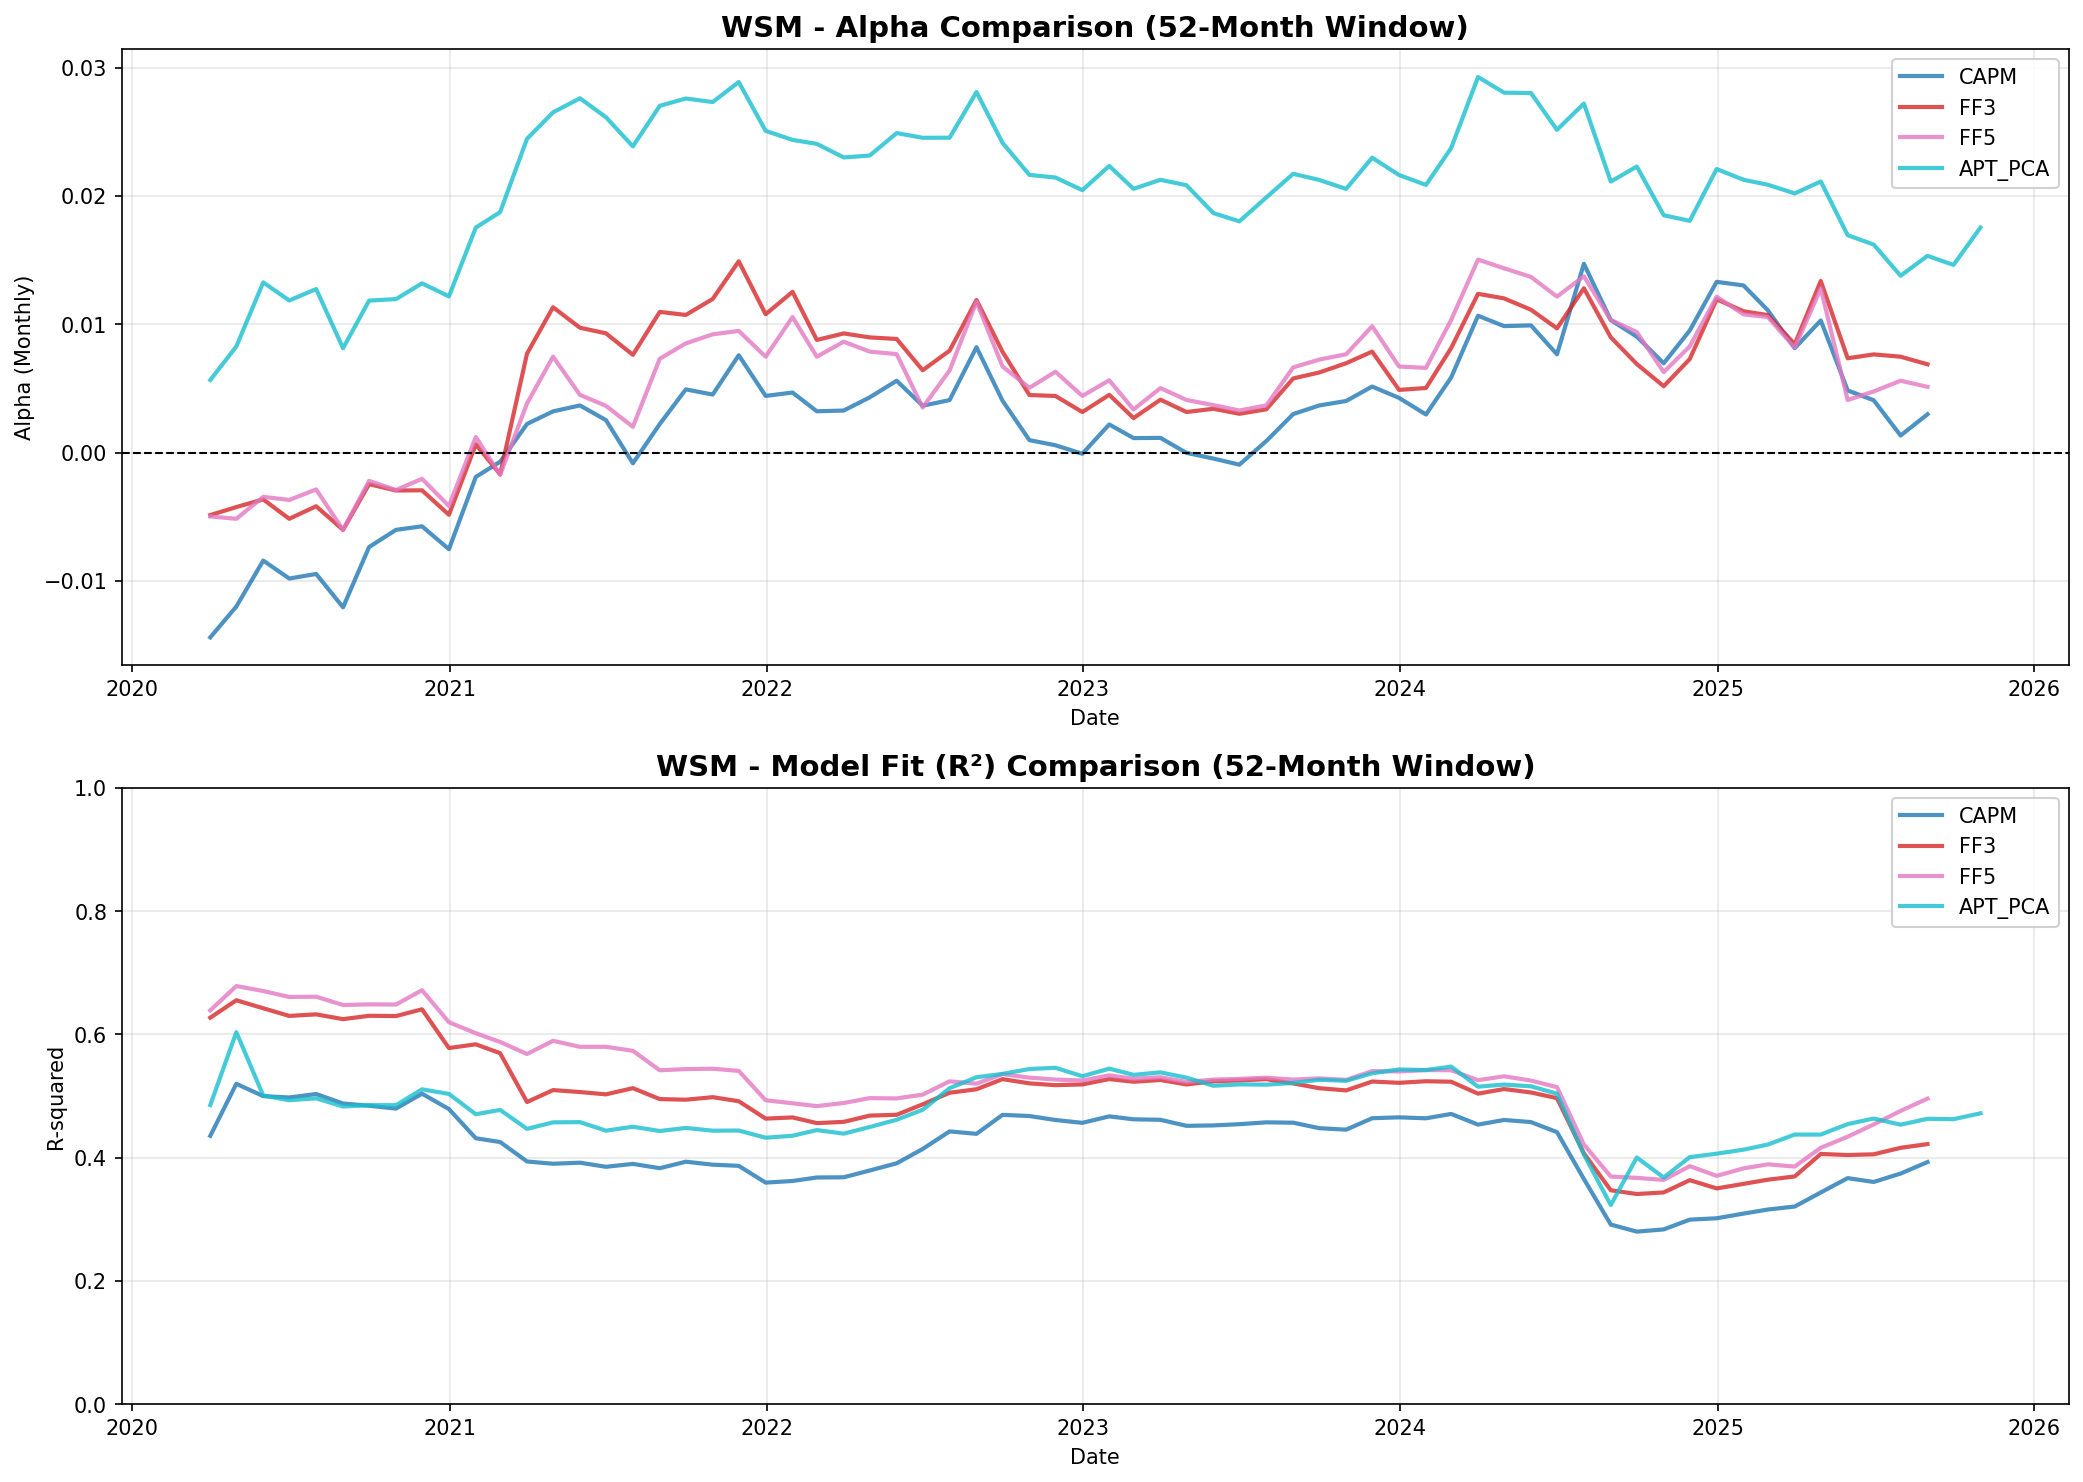 WSM - Alpha Comparison (52-Month Window)
CAPM
FF3
FF5
APT_PCA
Alpha (Monthly)
0.03
0.02
0.01
0.00
−0.01
2020
2021
2022
2023
2024
2025
2026
Date
WSM - Model Fit (R²) Comparison (52-Month Window)
CAPM
FF3
FF5
APT_PCA
R-squared
1.0
0.8
0.6
0.4
0.2
0.0
2020
2021
2022
2023
2024
2025
2026
Date